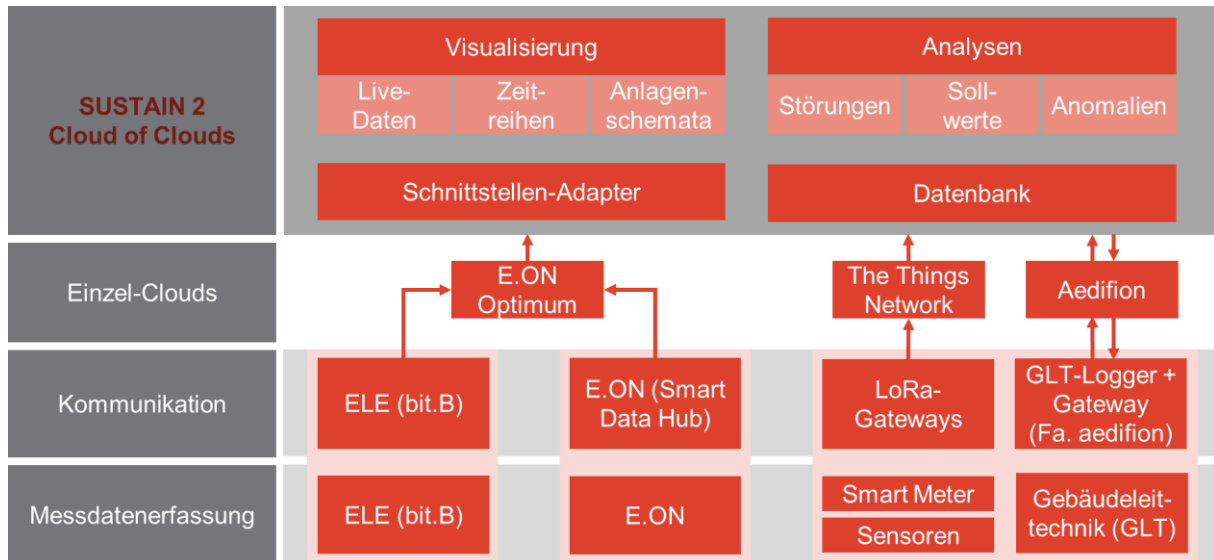 SUSTAIN 2
Cloud of Clouds
Visualisierung
Live-
Daten
Zeit-
reihen
Anlagen-
schemata
Analysen
Störungen
Soll-
werte
Anomalien
Schnittstellen-Adapter
Datenbank
Einzel-Clouds
E.ON
Optimum
The Things
Network
Aedifion
Kommunikation
ELE (bit.B)
E.ON (Smart
Data Hub)
LoRa-
Gateways
GLT-Logger +
Gateway
(Fa. aedifion)
Messdatenerfassung
ELE (bit.B)
E.ON
Smart Meter
Sensoren
Gebäudeleit-
technik (GLT)